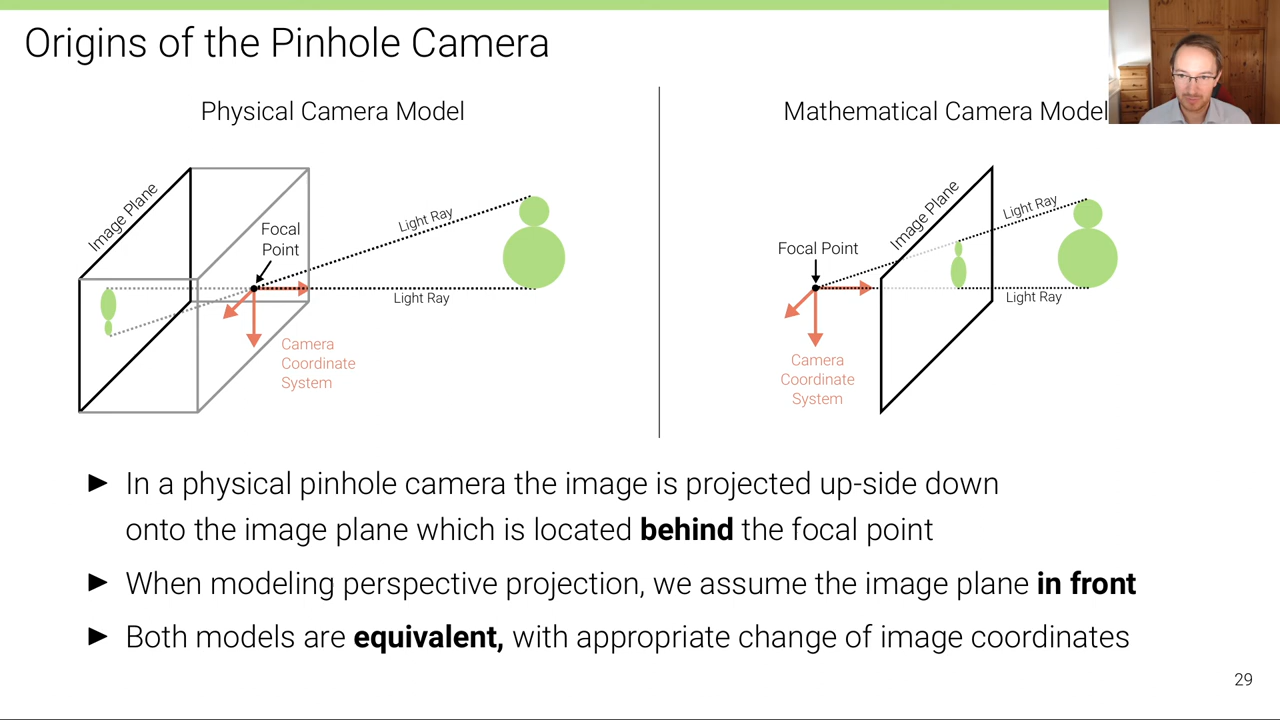 Origins of the Pinhole Camera
Physical Camera Model
Image Plane
Focal
Point
Light Ray
Light Ray
Camera
Coordinate
System
Mathematical Camera Model
Focal Point
Image Plane
Light Ray
Light Ray
Camera
Coordinate
System
► In a physical pinhole camera the image is projected up-side down
onto the image plane which is located behind the focal point
► When modeling perspective projection, we assume the image plane in front
► Both models are equivalent, with appropriate change of image coordinates
29